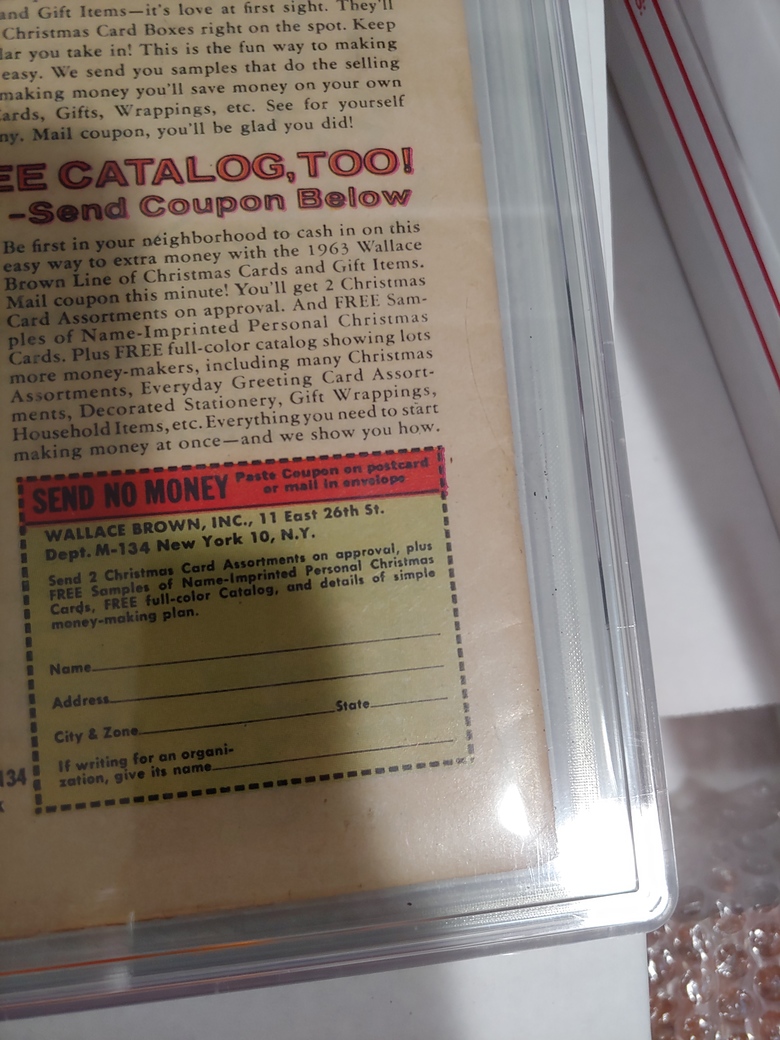 and Gift Items—it's love at first sight. They'll
Christmas Card Boxes right on the spot. Keep
lar you take in! This is the fun way to making
easy. We send you samples that do the selling
making money you'll save money on your own
ards, Gifts, Wrappings, etc. See for yourself
ny. Mail coupon, you'll be glad you did!
EE CATALOG, TOO!
–Send Coupon Below
Be first in your neighborhood to cash in on this
easy way to extra money with the 1963 Wallace
Brown Line of Christmas Cards and Gift Items.
Mail coupon this minute! You'll get 2 Christmas
Card Assortments on approval. And FREE Sam-
ples of Name-Imprinted Personal Christmas
Cards. Plus FREE full-color catalog showing lots
more money-makers, including many Christmas
Assortments, Everyday Greeting Card Assort-
ments, Decorated Stationery, Gift Wrappings,
Household Items, etc. Everything you need to start
making money at once—and we show you how.
SEND NO MONEY Paste Coupon on postcard
or mail in envelope
WALLACE BROWN, INC., 11 East 26th St.
Dept. M-134 New York 10, N.Y.
Send 2 Christmas Card Assortments on approval, plus
FREE Samples of Name-Imprinted Personal Christmas
Cards, FREE full-color Catalog, and details of simple
money-making plan.
Name
Address
City & Zone State
If writing for an organi-
zation, give its name
134
k